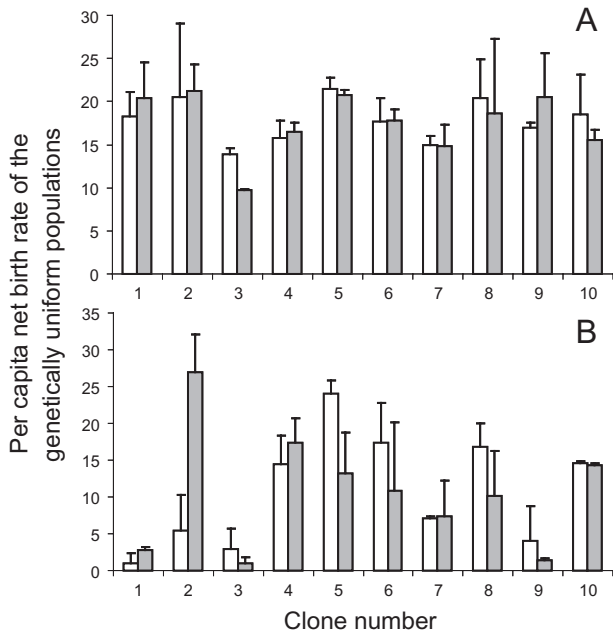 A
30
25
20
15
10
5
0
1 2 3 4 5 6 7 8 9 10
B
35
30
25
20
15
10
5
0
1 2 3 4 5 6 7 8 9 10
Per capita net birth rate of the
genetically uniform populations
Clone number